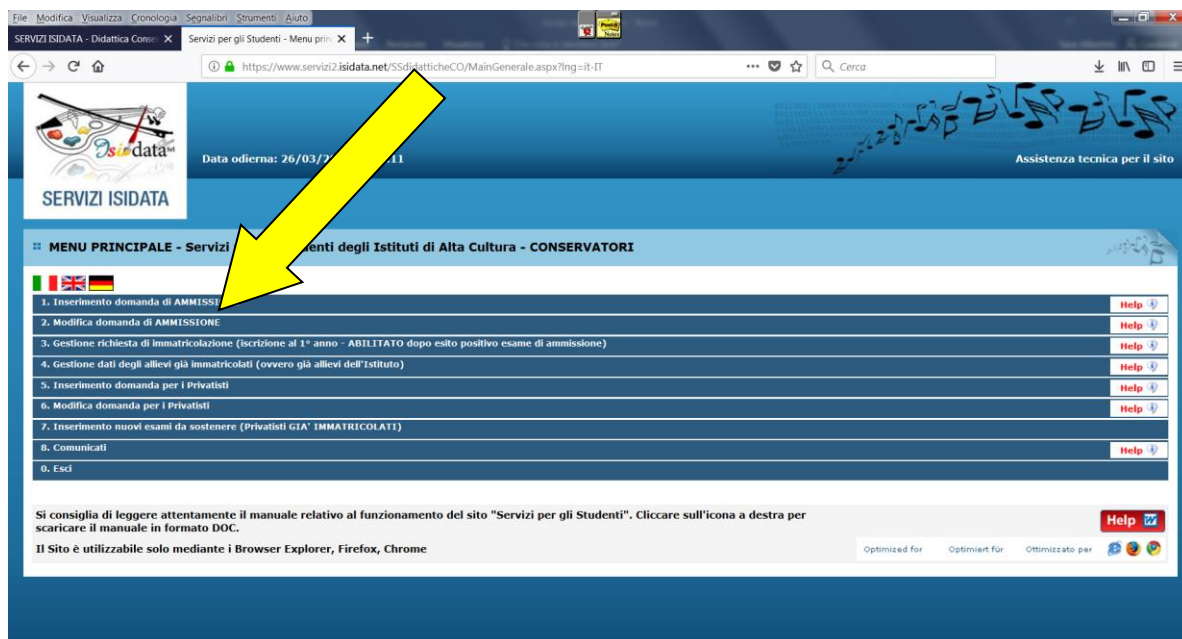 File Modifica Visualizza Cronologia Segnalibri Strumenti Aiuto
SERVIZI ISIDATA - Didattica Conse
Servizi per gli Studenti - Menu prin
https://www.servizi2.isidata.net/SSdidatticheCO/MainGenerale.aspx?lng=it-IT
Cerca
Isidata
SERVIZI ISIDATA
Data odierna: 26/03/
11
Assistenza tecnica per il sito
MENU PRINCIPALE - Servizi enti degli Istituti di Alta Cultura - CONSERVATORI
1. Inserimento domanda di AMMISSI
Help
2. Modifica domanda di AMMISSIONE
Help
3. Gestione richiesta di immatricolazione (iscrizione al 1° anno - ABILITATO dopo esito positivo esame di ammissione)
Help
4. Gestione dati degli allievi già immatricolati (ovvero già allievi dell'Istituto)
Help
5. Inserimento domanda per i Privatisti
Help
6. Modifica domanda per i Privatisti
Help
7. Inserimento nuovi esami da sostenere (Privatisti GIA' IMMATRICOLATI)
8. Comunicati
Help
0. Esci
Si consiglia di leggere attentamente il manuale relativo al funzionamento del sito "Servizi per gli Studenti". Cliccare sull'icona a destra per
scaricare il manuale in formato DOC.
Help
Il Sito è utilizzabile solo mediante i Browser Explorer, Firefox, Chrome
Optimized for Optimiert für Ottimizzato per